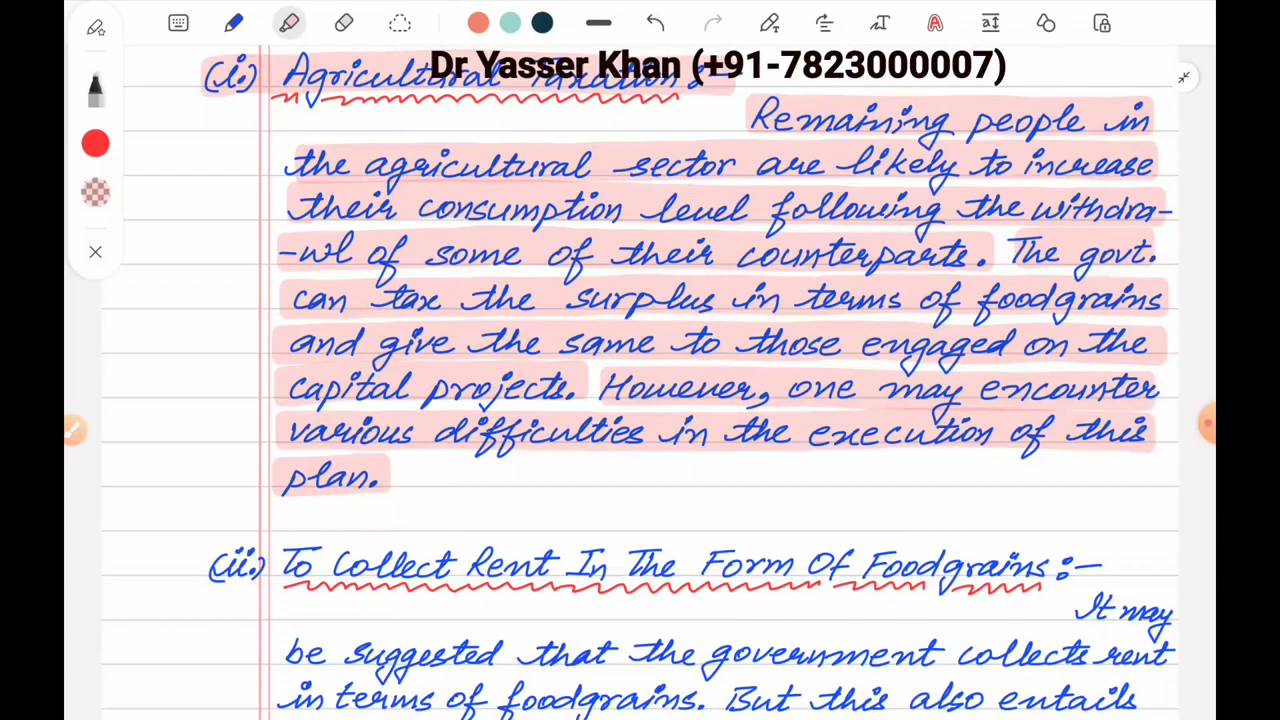 Dr Yasser Khan (+91-7823000007)
(i.) Agricultural Taxation:-
Remaining people in
the agricultural sector are likely to increase
their consumption level following the withdra-
-wl of some of their counterparts. The govt.
can tax the surplus in terms of foodgrains
and give the same to those engaged on the
capital projects. However, one may encounter
various difficulties in the execution of this
plan.
(ii.) To Collect Rent In The Form Of Foodgrains:-
It may
be suggested that the government collects rent
in terms of foodgrains. But this also entails